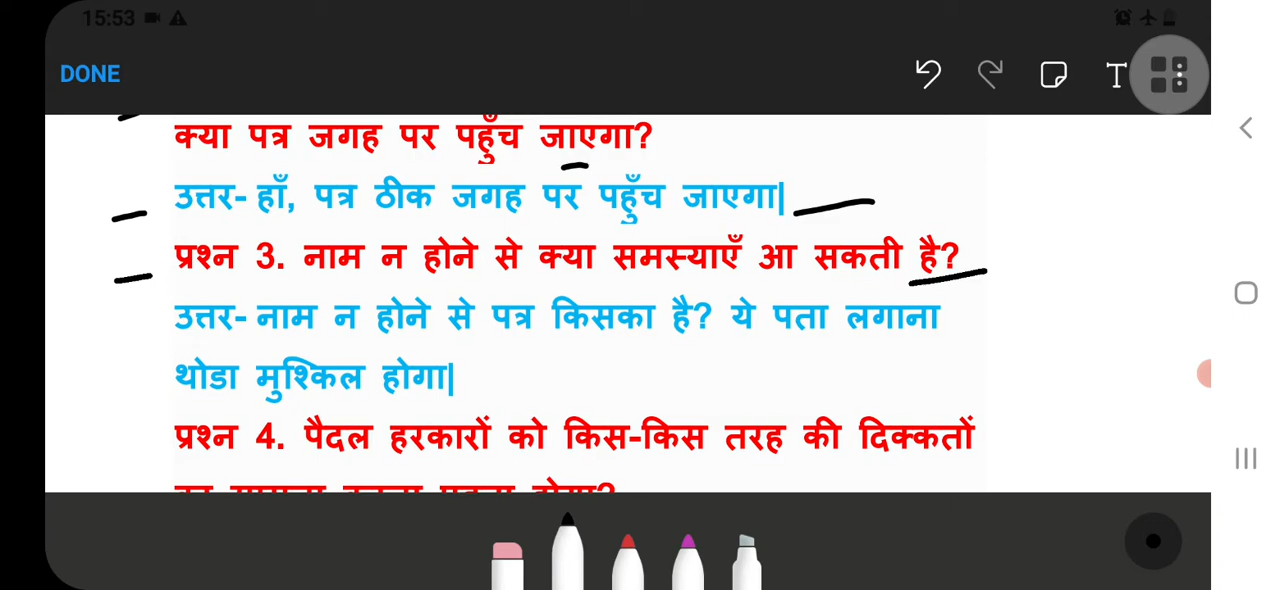 15:53
DONE
T
क्या पत्र जगह पर पहुँच जाएगा?
उत्तर- हाँ, पत्र ठीक जगह पर पहुँच जाएगा|
प्रश्न 3. नाम न होने से क्या समस्याएँ आ सकती है?
उत्तर- नाम न होने से पत्र किसका है? ये पता लगाना
थोडा मुश्किल होगा|
प्रश्न 4. पैदल हरकारों को किस-किस तरह की दिक्कतों